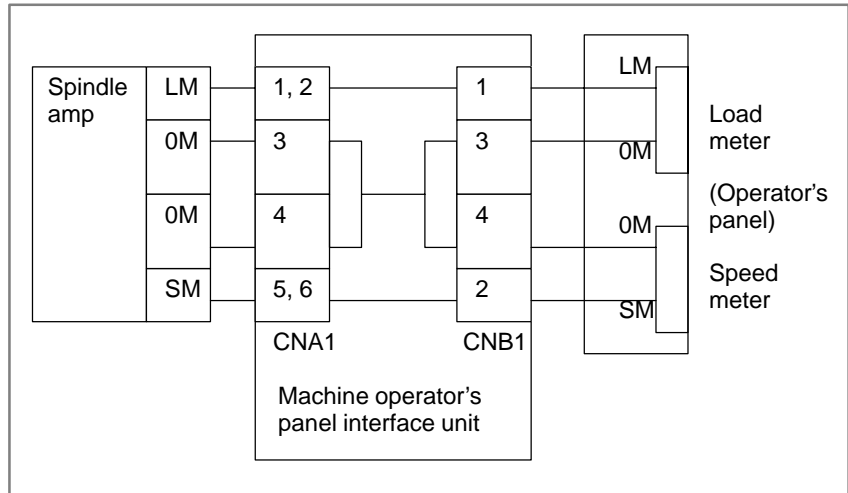 Spindle
amp
LM
0M
0M
SM
1, 2
3
4
5, 6
CNA1
1
3
4
2
CNB1
Machine operator’s
panel interface unit
LM
0M
0M
SM
Load
meter
(Operator’s
panel)
Speed
meter